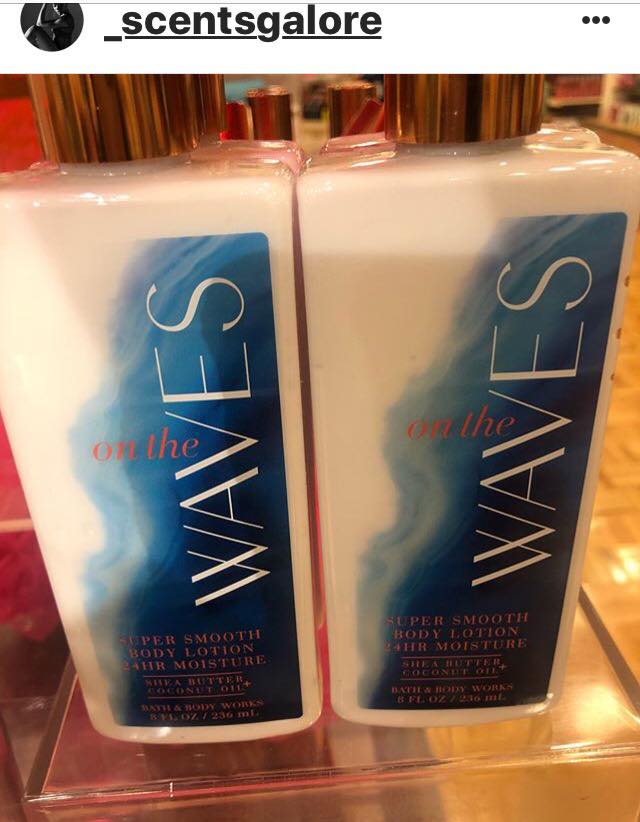 _scentsgalore
on the
WAVES
SUPER SMOOTH
BODY LOTION
24HR MOISTURE
SHEA BUTTER +
COCONUT OIL
BATH & BODY WORKS
8 FL OZ / 236 mL
on the
WAVES
SUPER SMOOTH
BODY LOTION
24HR MOISTURE
SHEA BUTTER +
COCONUT OIL
BATH & BODY WORKS
8 FL OZ / 236 mL